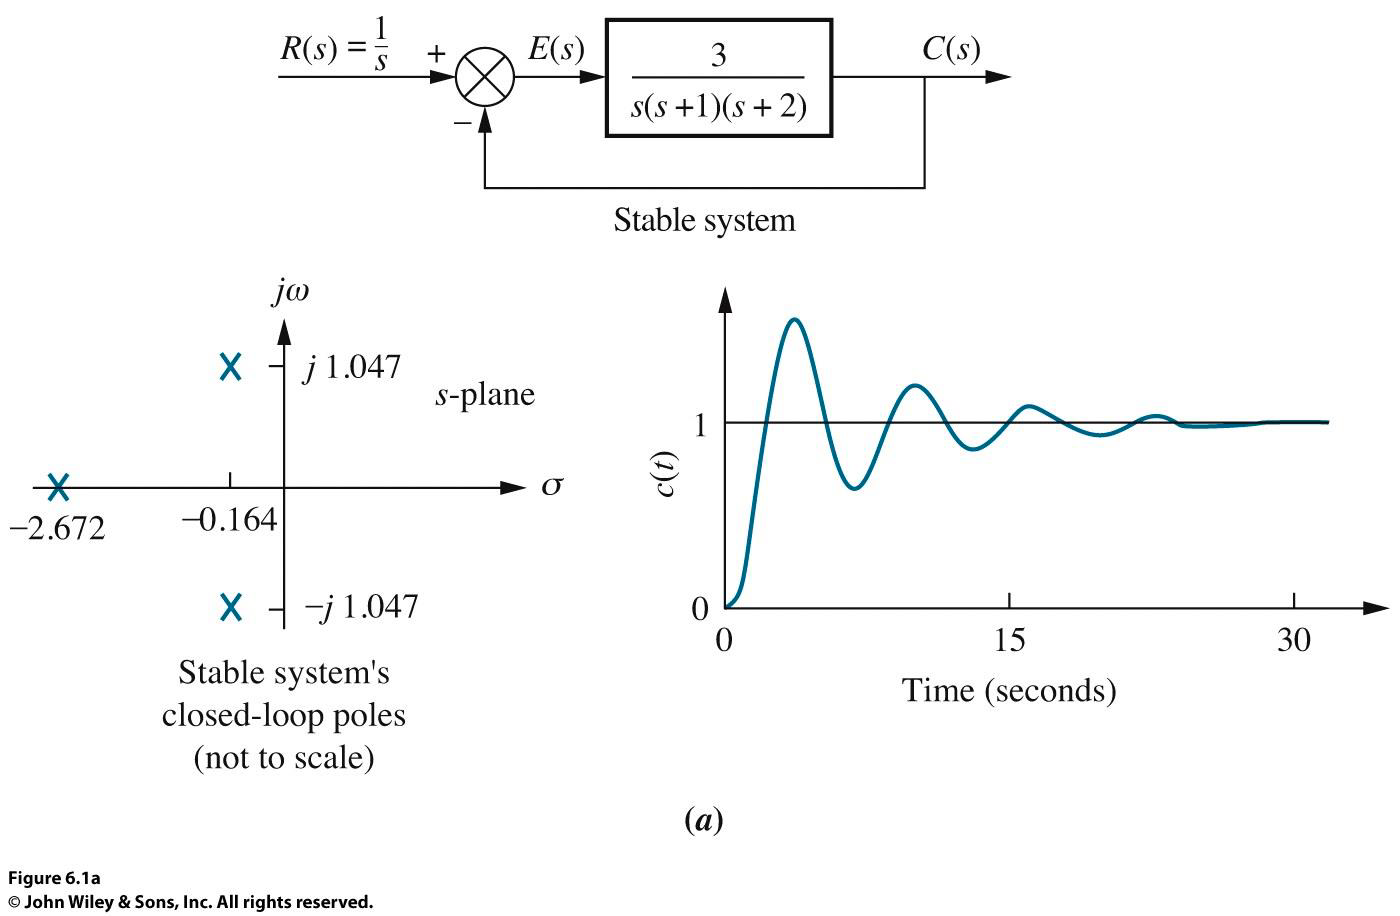 R(s) = 1/s
+
E(s)
3
s(s +1)(s + 2)
C(s)
−
Stable system
jω
j 1.047
s-plane
σ
−2.672
−0.164
−j 1.047
Stable system's
closed-loop poles
(not to scale)
1
c(t)
0
0
15
30
Time (seconds)
(a)
Figure 6.1a
© John Wiley & Sons, Inc. All rights reserved.